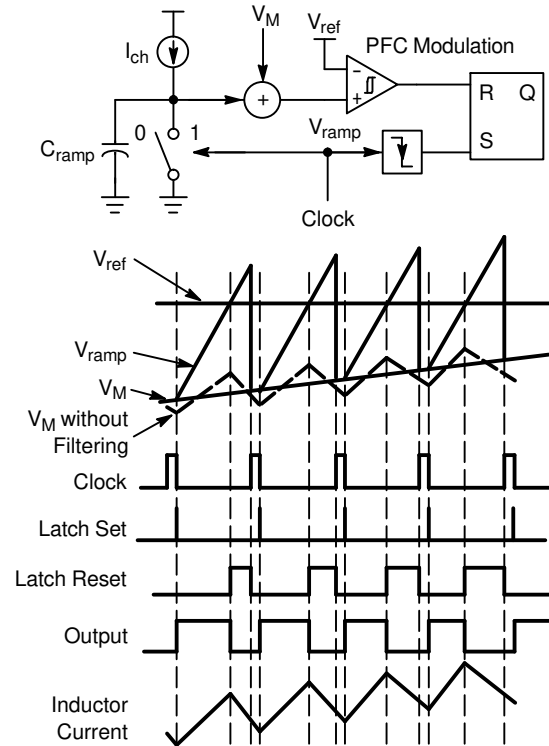 V_M
V_ref
PFC Modulation
I_ch
−
+
+
R Q
S
0 1
C_ramp
V_ramp
Clock
V_ref
V_ramp
V_M
V_M without
Filtering
Clock
Latch Set
Latch Reset
Output
Inductor
Current